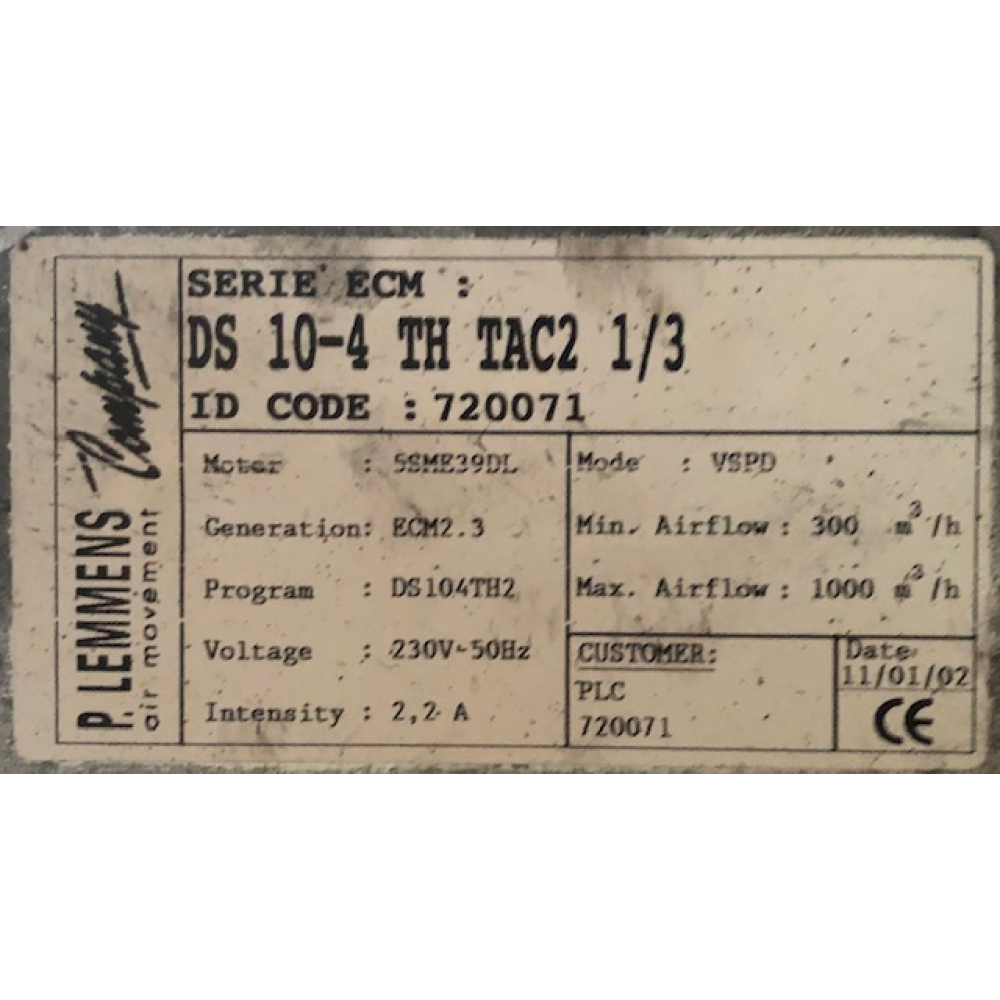 P. LEMMENS Company
air movement
SERIE ECM :
DS 10-4 TH TAC2 1/3
ID CODE : 720071
Motor : 5SME39DL
Generation: ECM2.3
Program : DS104TH2
Voltage : 230V-50Hz
Intensity : 2,2 A
Mode : VSPD
Min. Airflow : 300 m³/h
Max. Airflow : 1000 m³/h
CUSTOMER:
PLC
720071
Date
11/01/02
CE